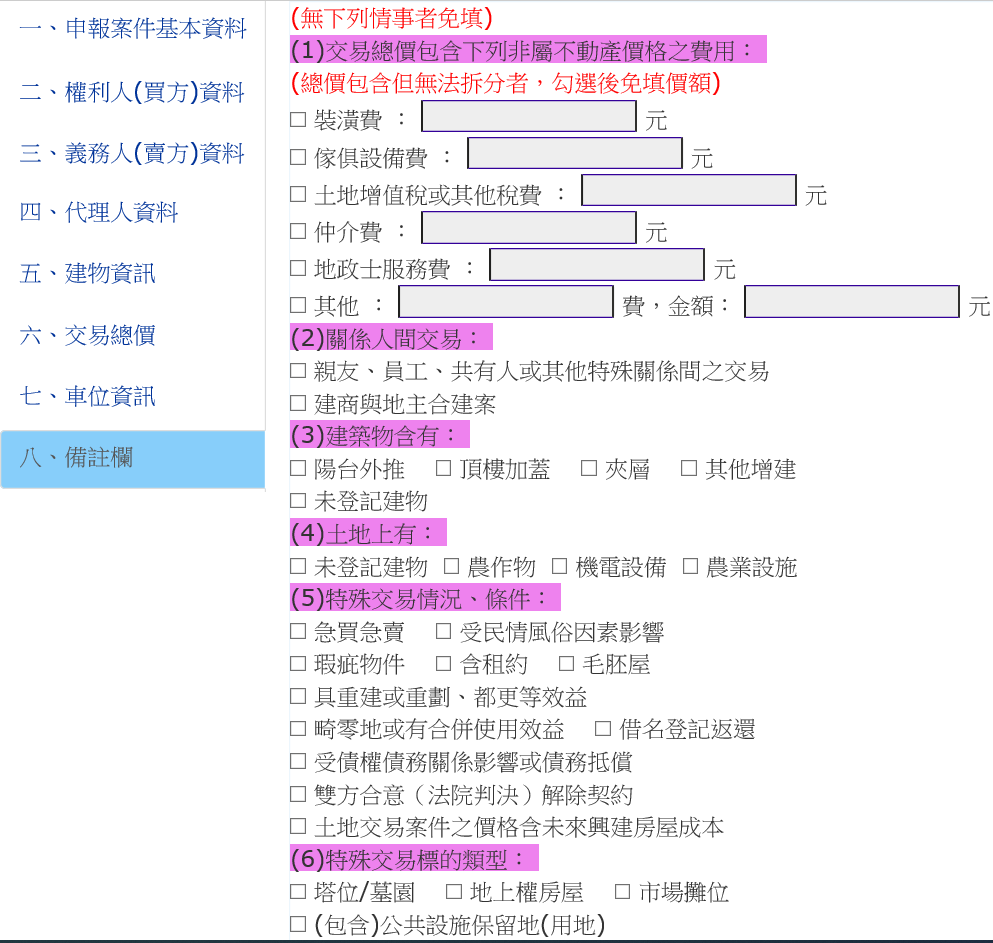 一、申報案件基本資料
二、權利人(買方)資料
三、義務人(賣方)資料
四、代理人資料
五、建物資訊
六、交易總價
七、車位資訊
八、備註欄
(無下列情事者免填)
(1)交易總價包含下列非屬不動產價格之費用：
(總價包含但無法拆分者，勾選後免填價額)
□ 裝潢費 ： 元
□ 傢俱設備費 ： 元
□ 土地增值稅或其他稅費 ： 元
□ 仲介費 ： 元
□ 地政士服務費 ： 元
□ 其他 ： 費，金額： 元
(2)關係人間交易：
□ 親友、員工、共有人或其他特殊關係間之交易
□ 建商與地主合建案
(3)建築物含有：
□ 陽台外推 □ 頂樓加蓋 □ 夾層 □ 其他增建
□ 未登記建物
(4)土地上有：
□ 未登記建物 □ 農作物 □ 機電設備 □ 農業設施
(5)特殊交易情況、條件：
□ 急買急賣 □ 受民情風俗因素影響
□ 瑕疵物件 □ 含租約 □ 毛胚屋
□ 具重建或重劃、都更等效益
□ 畸零地或有合併使用效益 □ 借名登記返還
□ 受債權債務關係影響或債務抵償
□ 雙方合意（法院判決）解除契約
□ 土地交易案件之價格含未來興建房屋成本
(6)特殊交易標的類型：
□ 塔位/墓園 □ 地上權房屋 □ 市場攤位
□ (包含)公共設施保留地(用地)